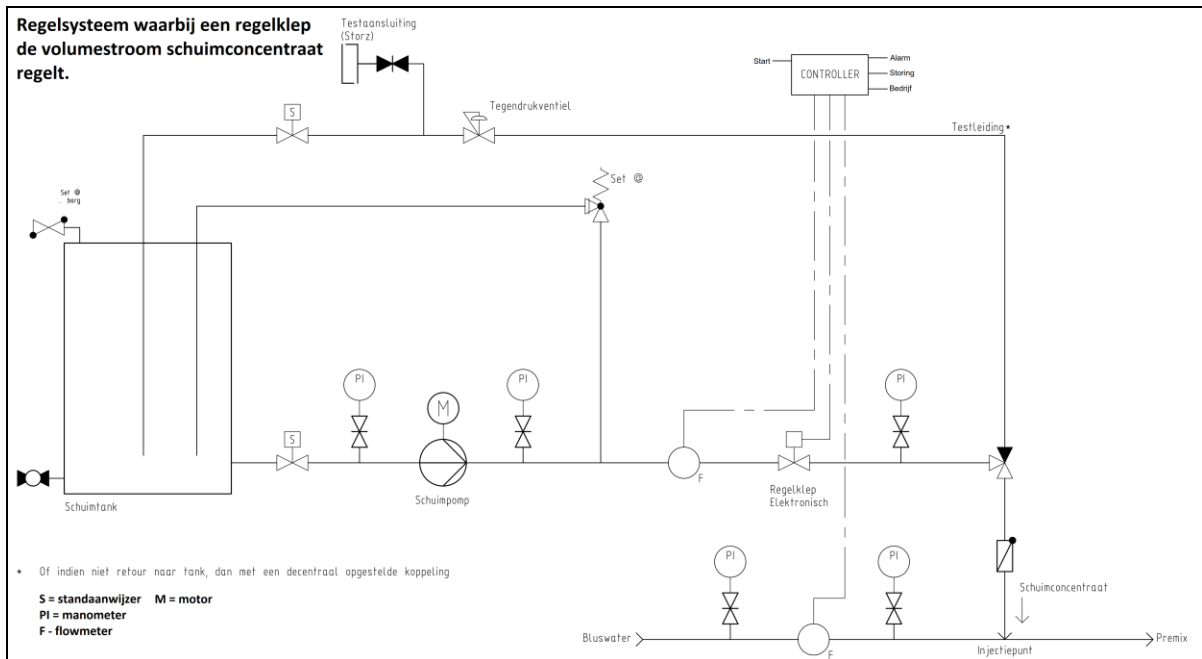 Regelsysteem waarbij een regelklep
de volumestroom schuimconcentraat
regelt.
Testaansluiting
(Storz)
Start
CONTROLLER
Alarm
Storing
Bedrijf
S
Tegendrukventiel
Testleiding*
Set @
... barg
Set @
PI
M
PI
PI
S
F
Schuimpomp
Regelklep
Elektronisch
Schuimtank
* Of indien niet retour naar tank, dan met een decentraal opgestelde koppeling
S = standaanwijzer M = motor
PI = manometer
F - flowmeter
PI
PI
Schuimconcentraat
Bluswater
F
Injectiepunt
Premix